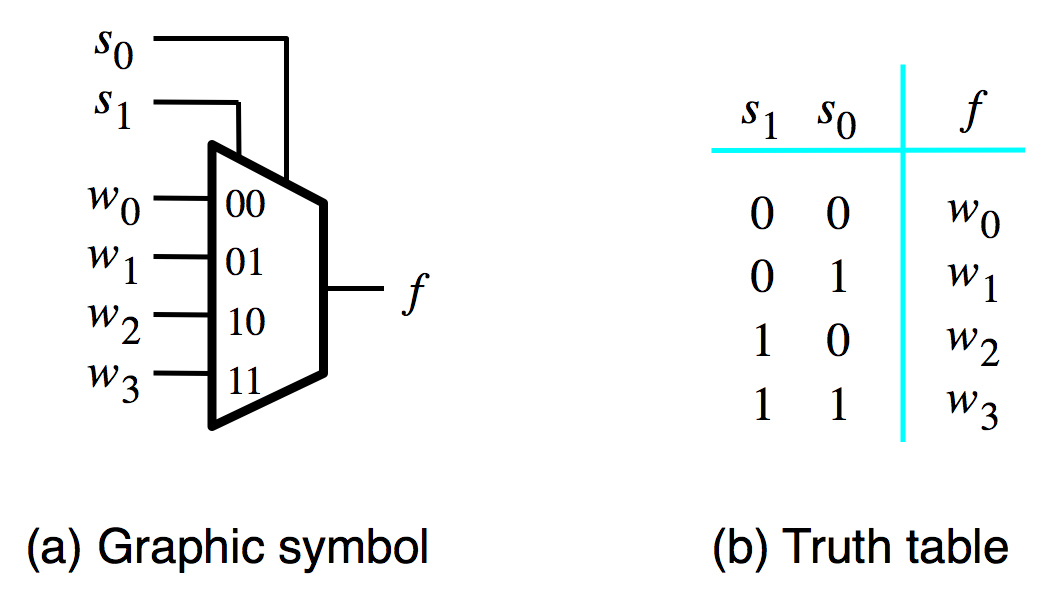 s0
s1
w0 00
w1 01
w2 10
w3 11
f
(a) Graphic symbol
s1 s0 f
0 0 w0
0 1 w1
1 0 w2
1 1 w3
(b) Truth table